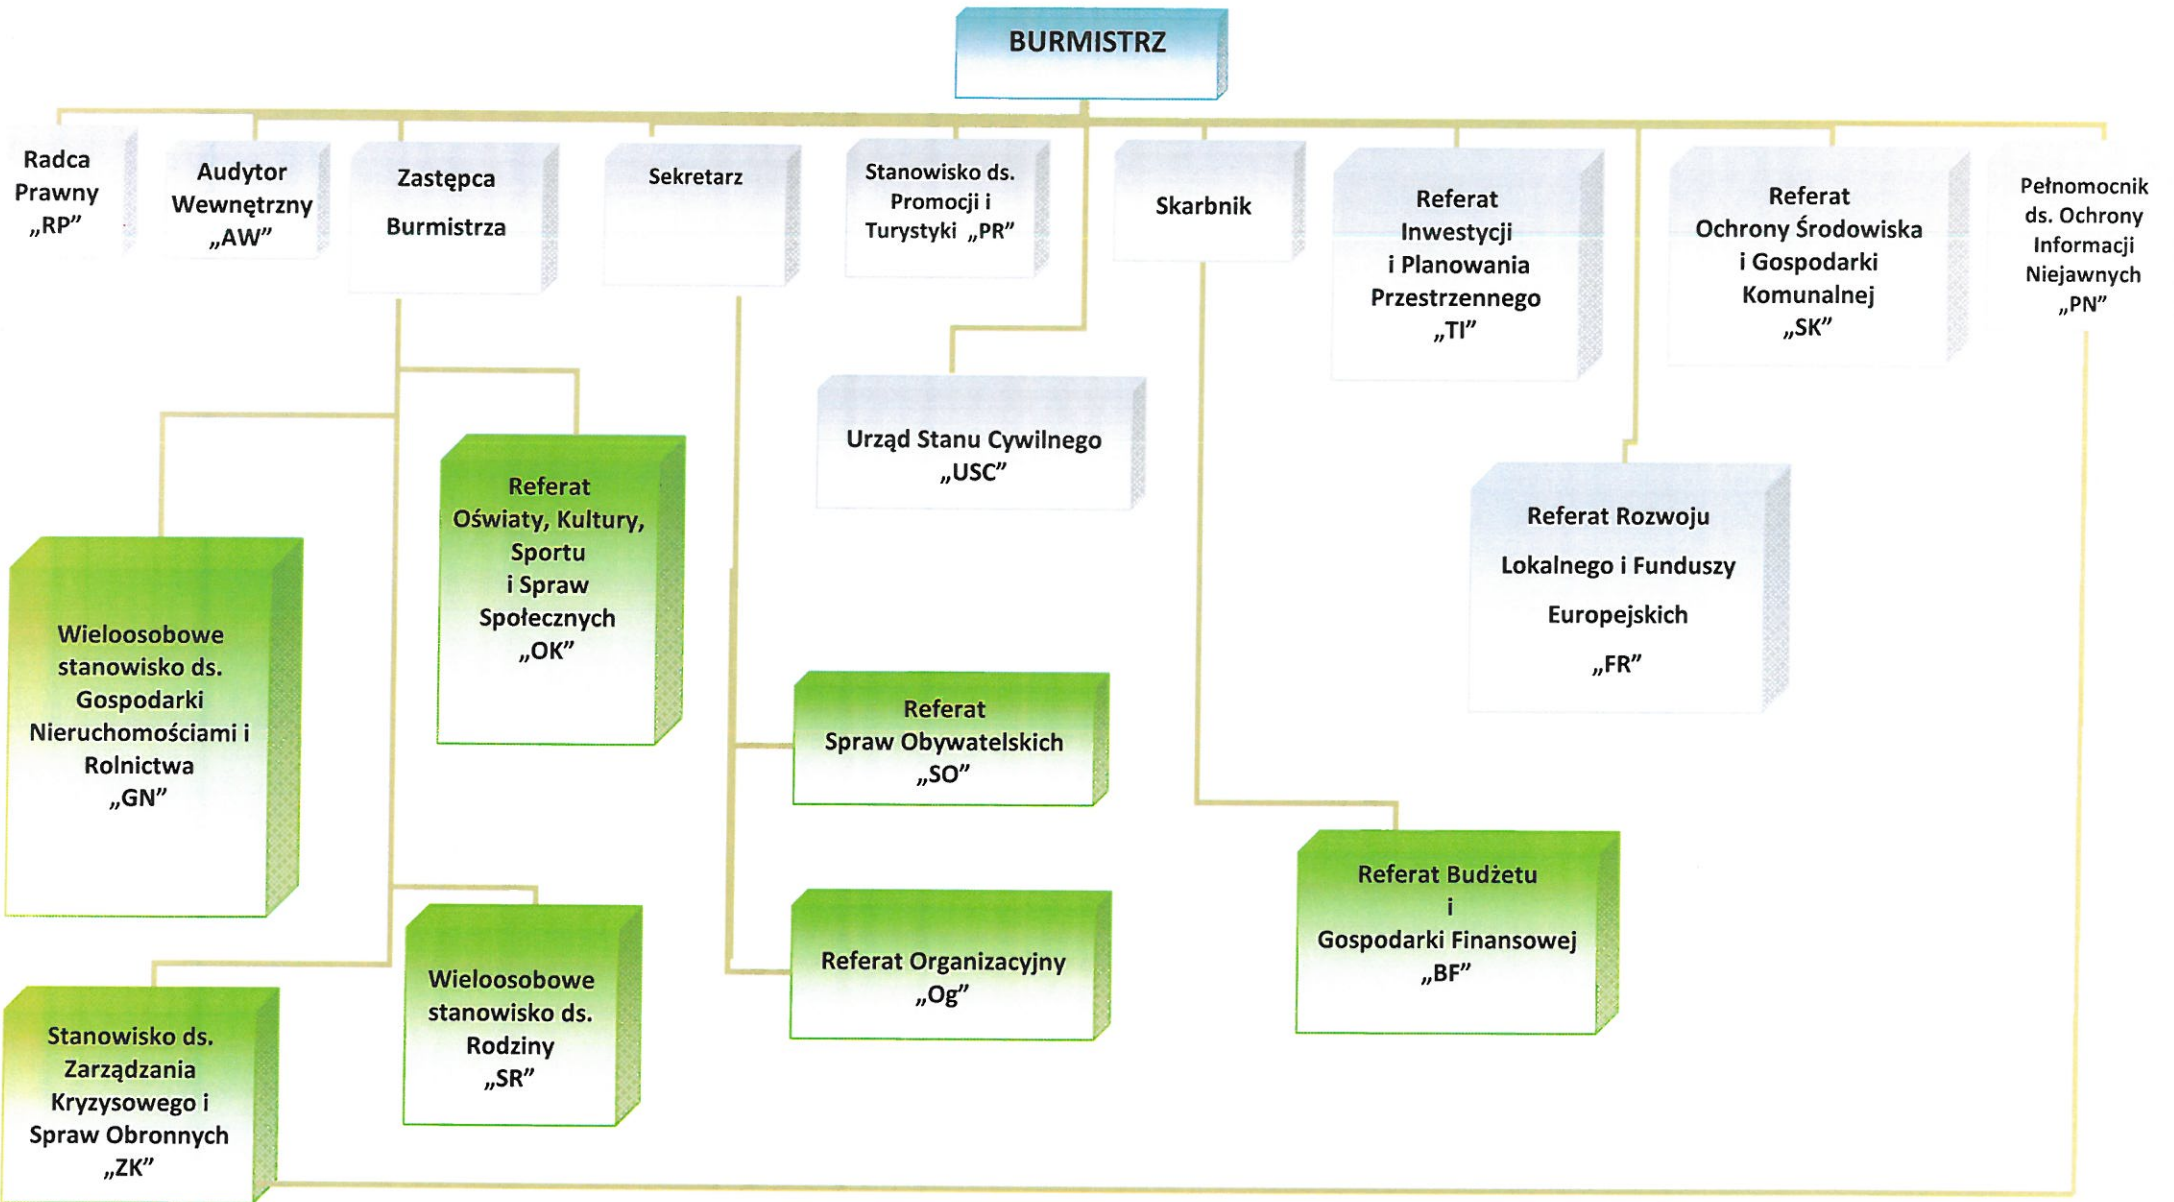 BURMISTRZ
Radca
Prawny
„RP”
Audytor
Wewnętrzny
„AW”
Zastępca
Burmistrza
Sekretarz
Stanowisko ds.
Promocji i
Turystyki „PR”
Skarbnik
Referat
Inwestycji
i Planowania
Przestrzennego
„TI”
Referat
Ochrony Środowiska
i Gospodarki
Komunalnej
„SK”
Pełnomocnik
ds. Ochrony
Informacji
Niejawnych
„PN”
Urząd Stanu Cywilnego
„USC”
Referat
Oświaty, Kultury,
Sportu
i Spraw
Społecznych
„OK”
Referat Rozwoju
Lokalnego i Funduszy
Europejskich
„FR”
Wieloosobowe
stanowisko ds.
Gospodarki
Nieruchomościami i
Rolnictwa
„GN”
Referat
Spraw Obywatelskich
„SO”
Referat Budżetu
i
Gospodarki Finansowej
„BF”
Referat Organizacyjny
„Og”
Wieloosobowe
stanowisko ds.
Rodziny
„SR”
Stanowisko ds.
Zarządzania
Kryzysowego i
Spraw Obronnych
„ZK”